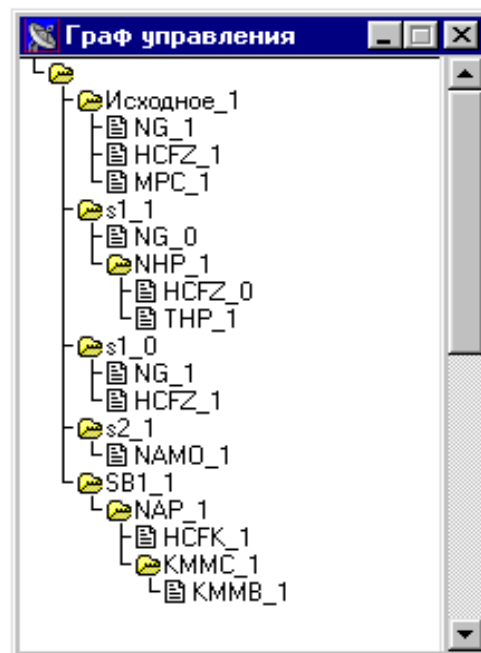 Граф управления
Исходное_1
NG_1
HCFZ_1
MPC_1
s1_1
NG_0
NHP_1
HCFZ_0
THP_1
s1_0
NG_1
HCFZ_1
s2_1
NAMO_1
SB1_1
NAP_1
HCFK_1
KMMC_1
KMMB_1